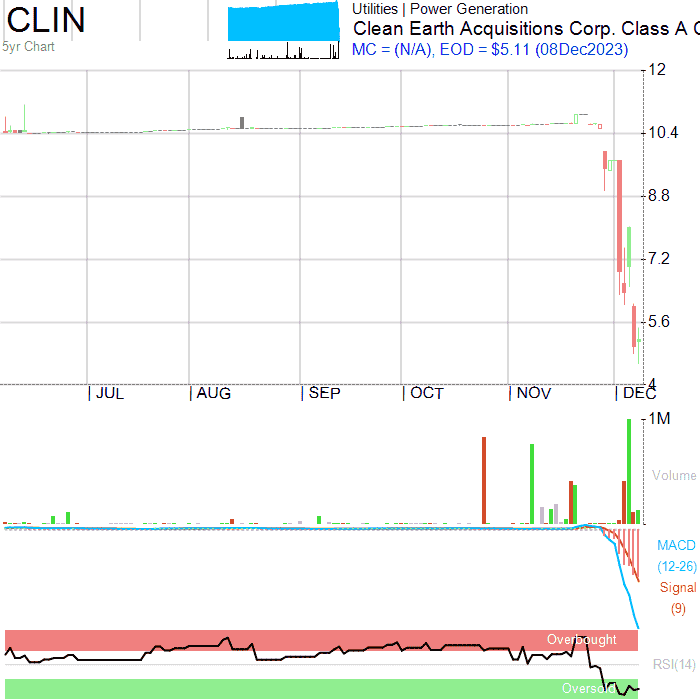 CLIN
5yr Chart
Utilities | Power Generation
Clean Earth Acquisitions Corp. Class A C
MC = (N/A), EOD = $5.11 (08Dec2023)
12
10.4
8.8
7.2
5.6
4
JUL AUG SEP OCT NOV DEC
1M
Volume
MACD
(12-26)
Signal
(9)
Overbought
RSI(14)
Oversold